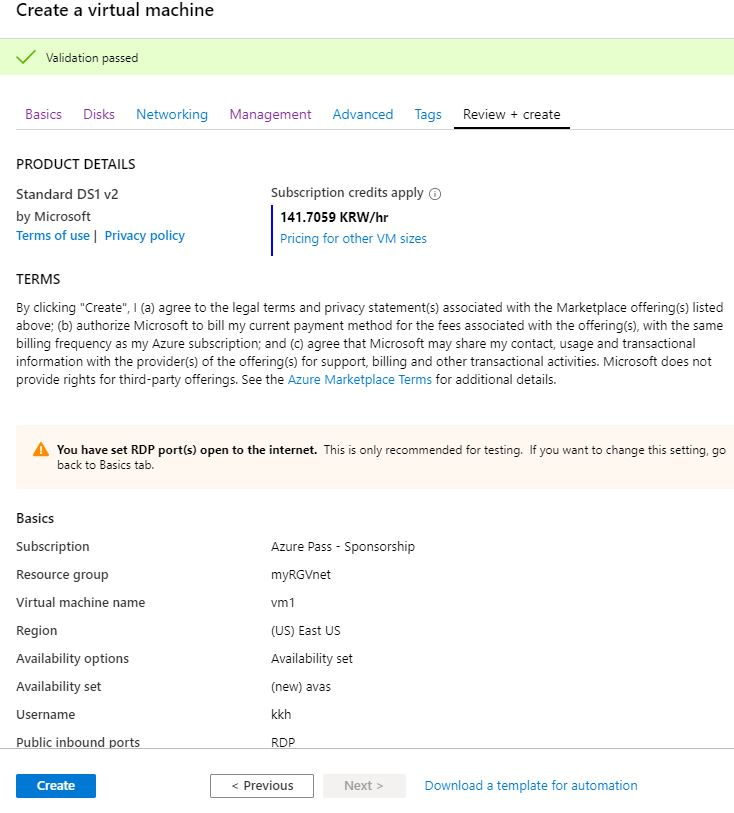 Create a virtual machine
Validation passed
Basics Disks Networking Management Advanced Tags Review + create
PRODUCT DETAILS
Standard DS1 v2
by Microsoft
Terms of use | Privacy policy
Subscription credits apply
141.7059 KRW/hr
Pricing for other VM sizes
TERMS
By clicking "Create", I (a) agree to the legal terms and privacy statement(s) associated with the Marketplace offering(s) listed
above; (b) authorize Microsoft to bill my current payment method for the fees associated with the offering(s), with the same
billing frequency as my Azure subscription; and (c) agree that Microsoft may share my contact, usage and transactional
information with the provider(s) of the offering(s) for support, billing and other transactional activities. Microsoft does not
provide rights for third-party offerings. See the Azure Marketplace Terms for additional details.
You have set RDP port(s) open to the internet. This is only recommended for testing. If you want to change this setting, go
back to Basics tab.
Basics
Subscription Azure Pass - Sponsorship
Resource group myRGVnet
Virtual machine name vm1
Region (US) East US
Availability options Availability set
Availability set (new) avas
Username kkh
Public inbound ports RDP
Create < Previous Next > Download a template for automation